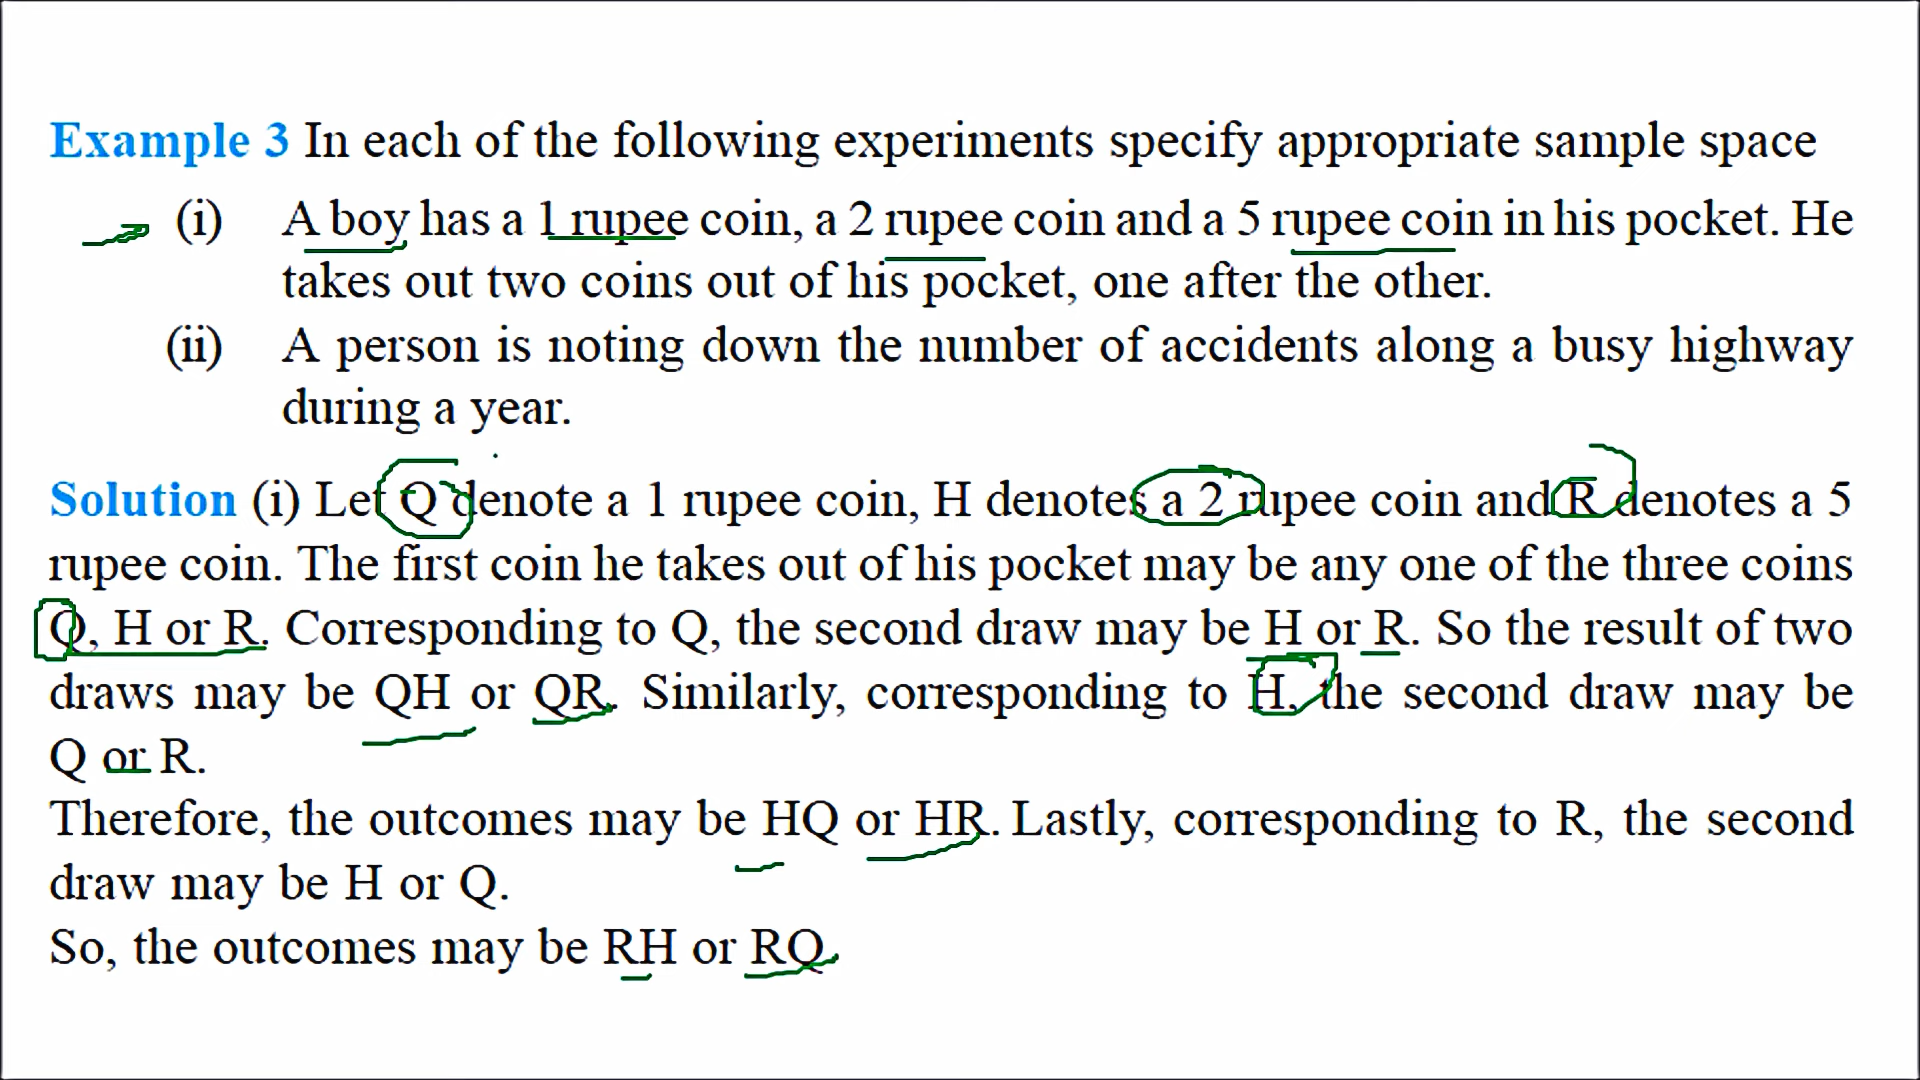 Example 3 In each of the following experiments specify appropriate sample space
(i) A boy has a 1 rupee coin, a 2 rupee coin and a 5 rupee coin in his pocket. He
takes out two coins out of his pocket, one after the other.
(ii) A person is noting down the number of accidents along a busy highway
during a year.
Solution (i) Let Q denote a 1 rupee coin, H denotes a 2 rupee coin and R denotes a 5
rupee coin. The first coin he takes out of his pocket may be any one of the three coins
Q, H or R. Corresponding to Q, the second draw may be H or R. So the result of two
draws may be QH or QR. Similarly, corresponding to H, the second draw may be
Q or R.
Therefore, the outcomes may be HQ or HR. Lastly, corresponding to R, the second
draw may be H or Q.
So, the outcomes may be RH or RQ.